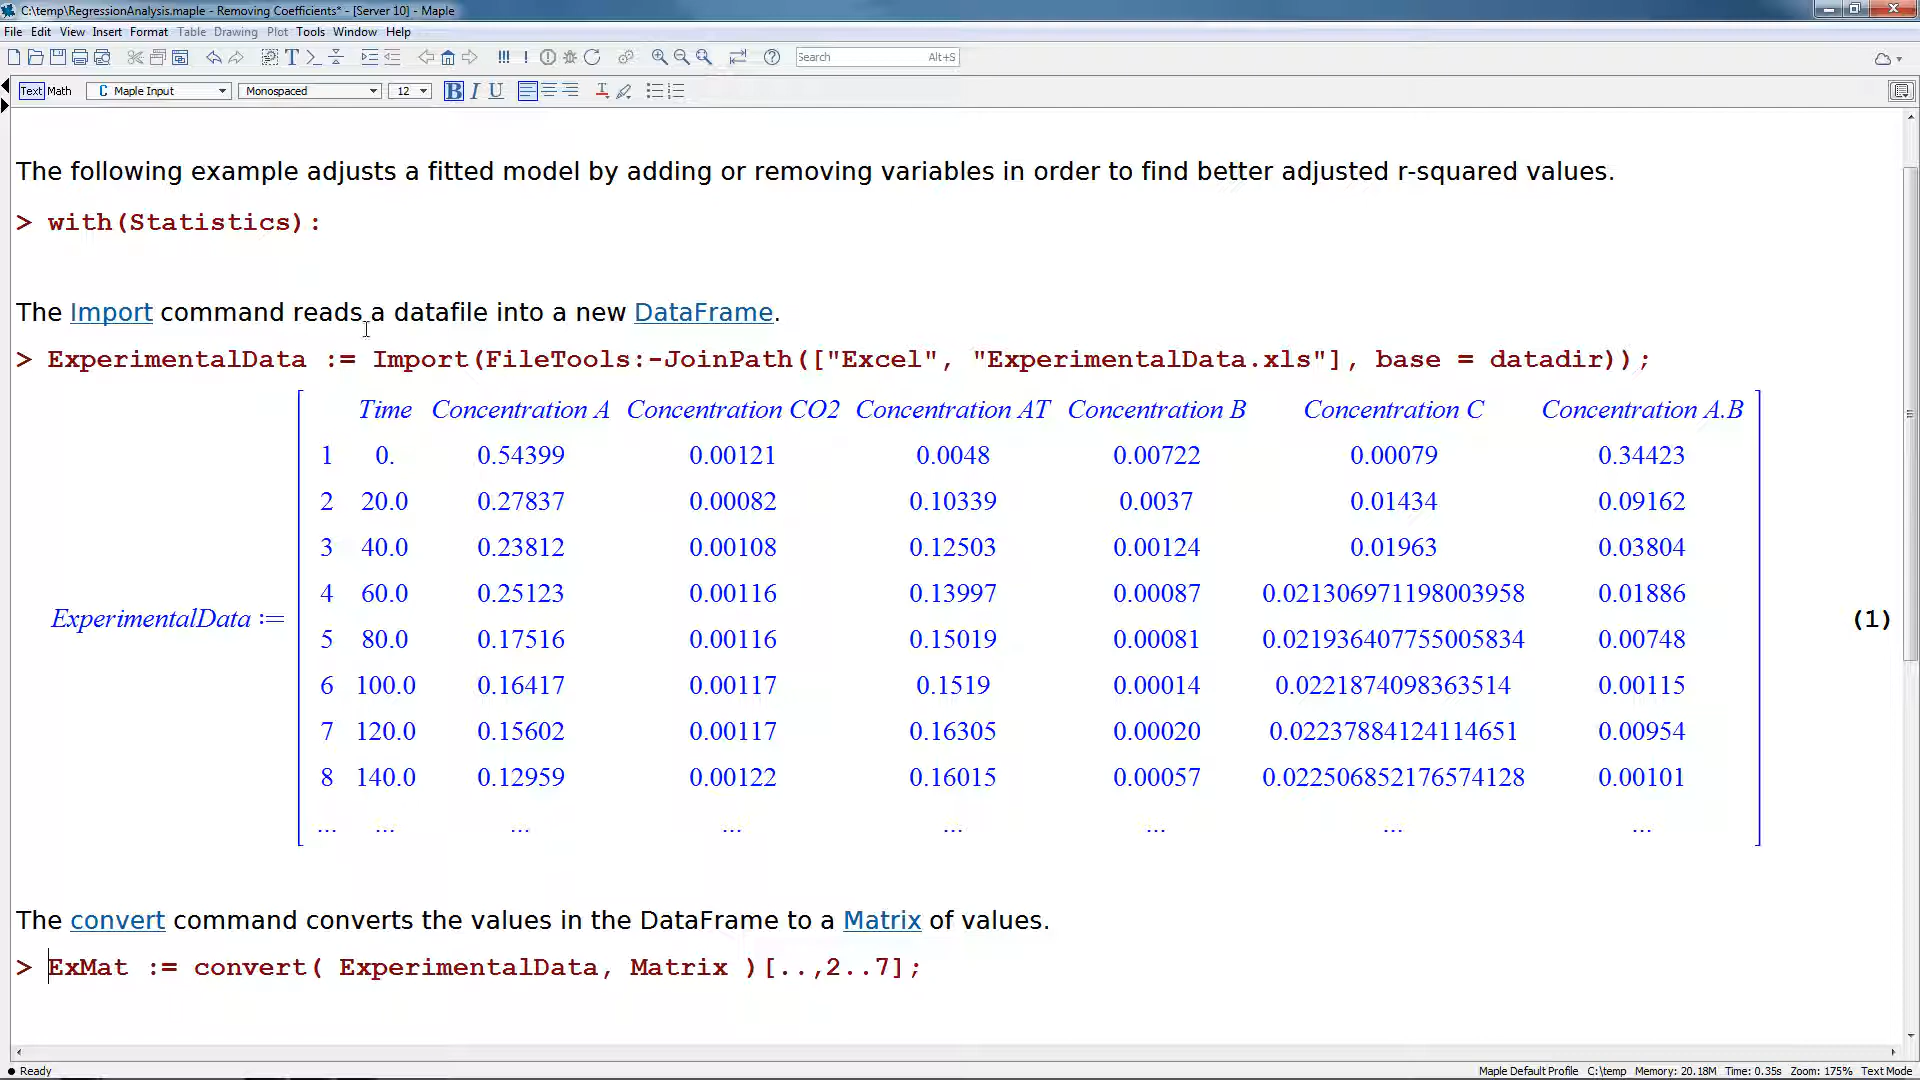 C:\temp\RegressionAnalysis.maple - Removing Coefficients* - [Server 10] - Maple
File Edit View Insert Format Table Drawing Plot Tools Window Help
Search Alt+S
Text Math C Maple Input Monospaced 12 B I U
The following example adjusts a fitted model by adding or removing variables in order to find better adjusted r-squared values.
> with(Statistics):
The Import command reads a datafile into a new DataFrame.
> ExperimentalData := Import(FileTools:-JoinPath(["Excel", "ExperimentalData.xls"], base = datadir));
Time Concentration A Concentration CO2 Concentration AT Concentration B Concentration C Concentration A.B
1 0. 0.54399 0.00121 0.0048 0.00722 0.00079 0.34423
2 20.0 0.27837 0.00082 0.10339 0.0037 0.01434 0.09162
3 40.0 0.23812 0.00108 0.12503 0.00124 0.01963 0.03804
4 60.0 0.25123 0.00116 0.13997 0.00087 0.021306971198003958 0.01886
ExperimentalData := (1)
5 80.0 0.17516 0.00116 0.15019 0.00081 0.021936407755005834 0.00748
6 100.0 0.16417 0.00117 0.1519 0.00014 0.0221874098363514 0.00115
7 120.0 0.15602 0.00117 0.16305 0.00020 0.02237884124114651 0.00954
8 140.0 0.12959 0.00122 0.16015 0.00057 0.022506852176574128 0.00101
... ... ... ... ... ... ... ...
The convert command converts the values in the DataFrame to a Matrix of values.
> ExMat := convert( ExperimentalData, Matrix )[..,2..7];
Ready Maple Default Profile C:\temp Memory: 20.18M Time: 0.35s Zoom: 175% Text Mode